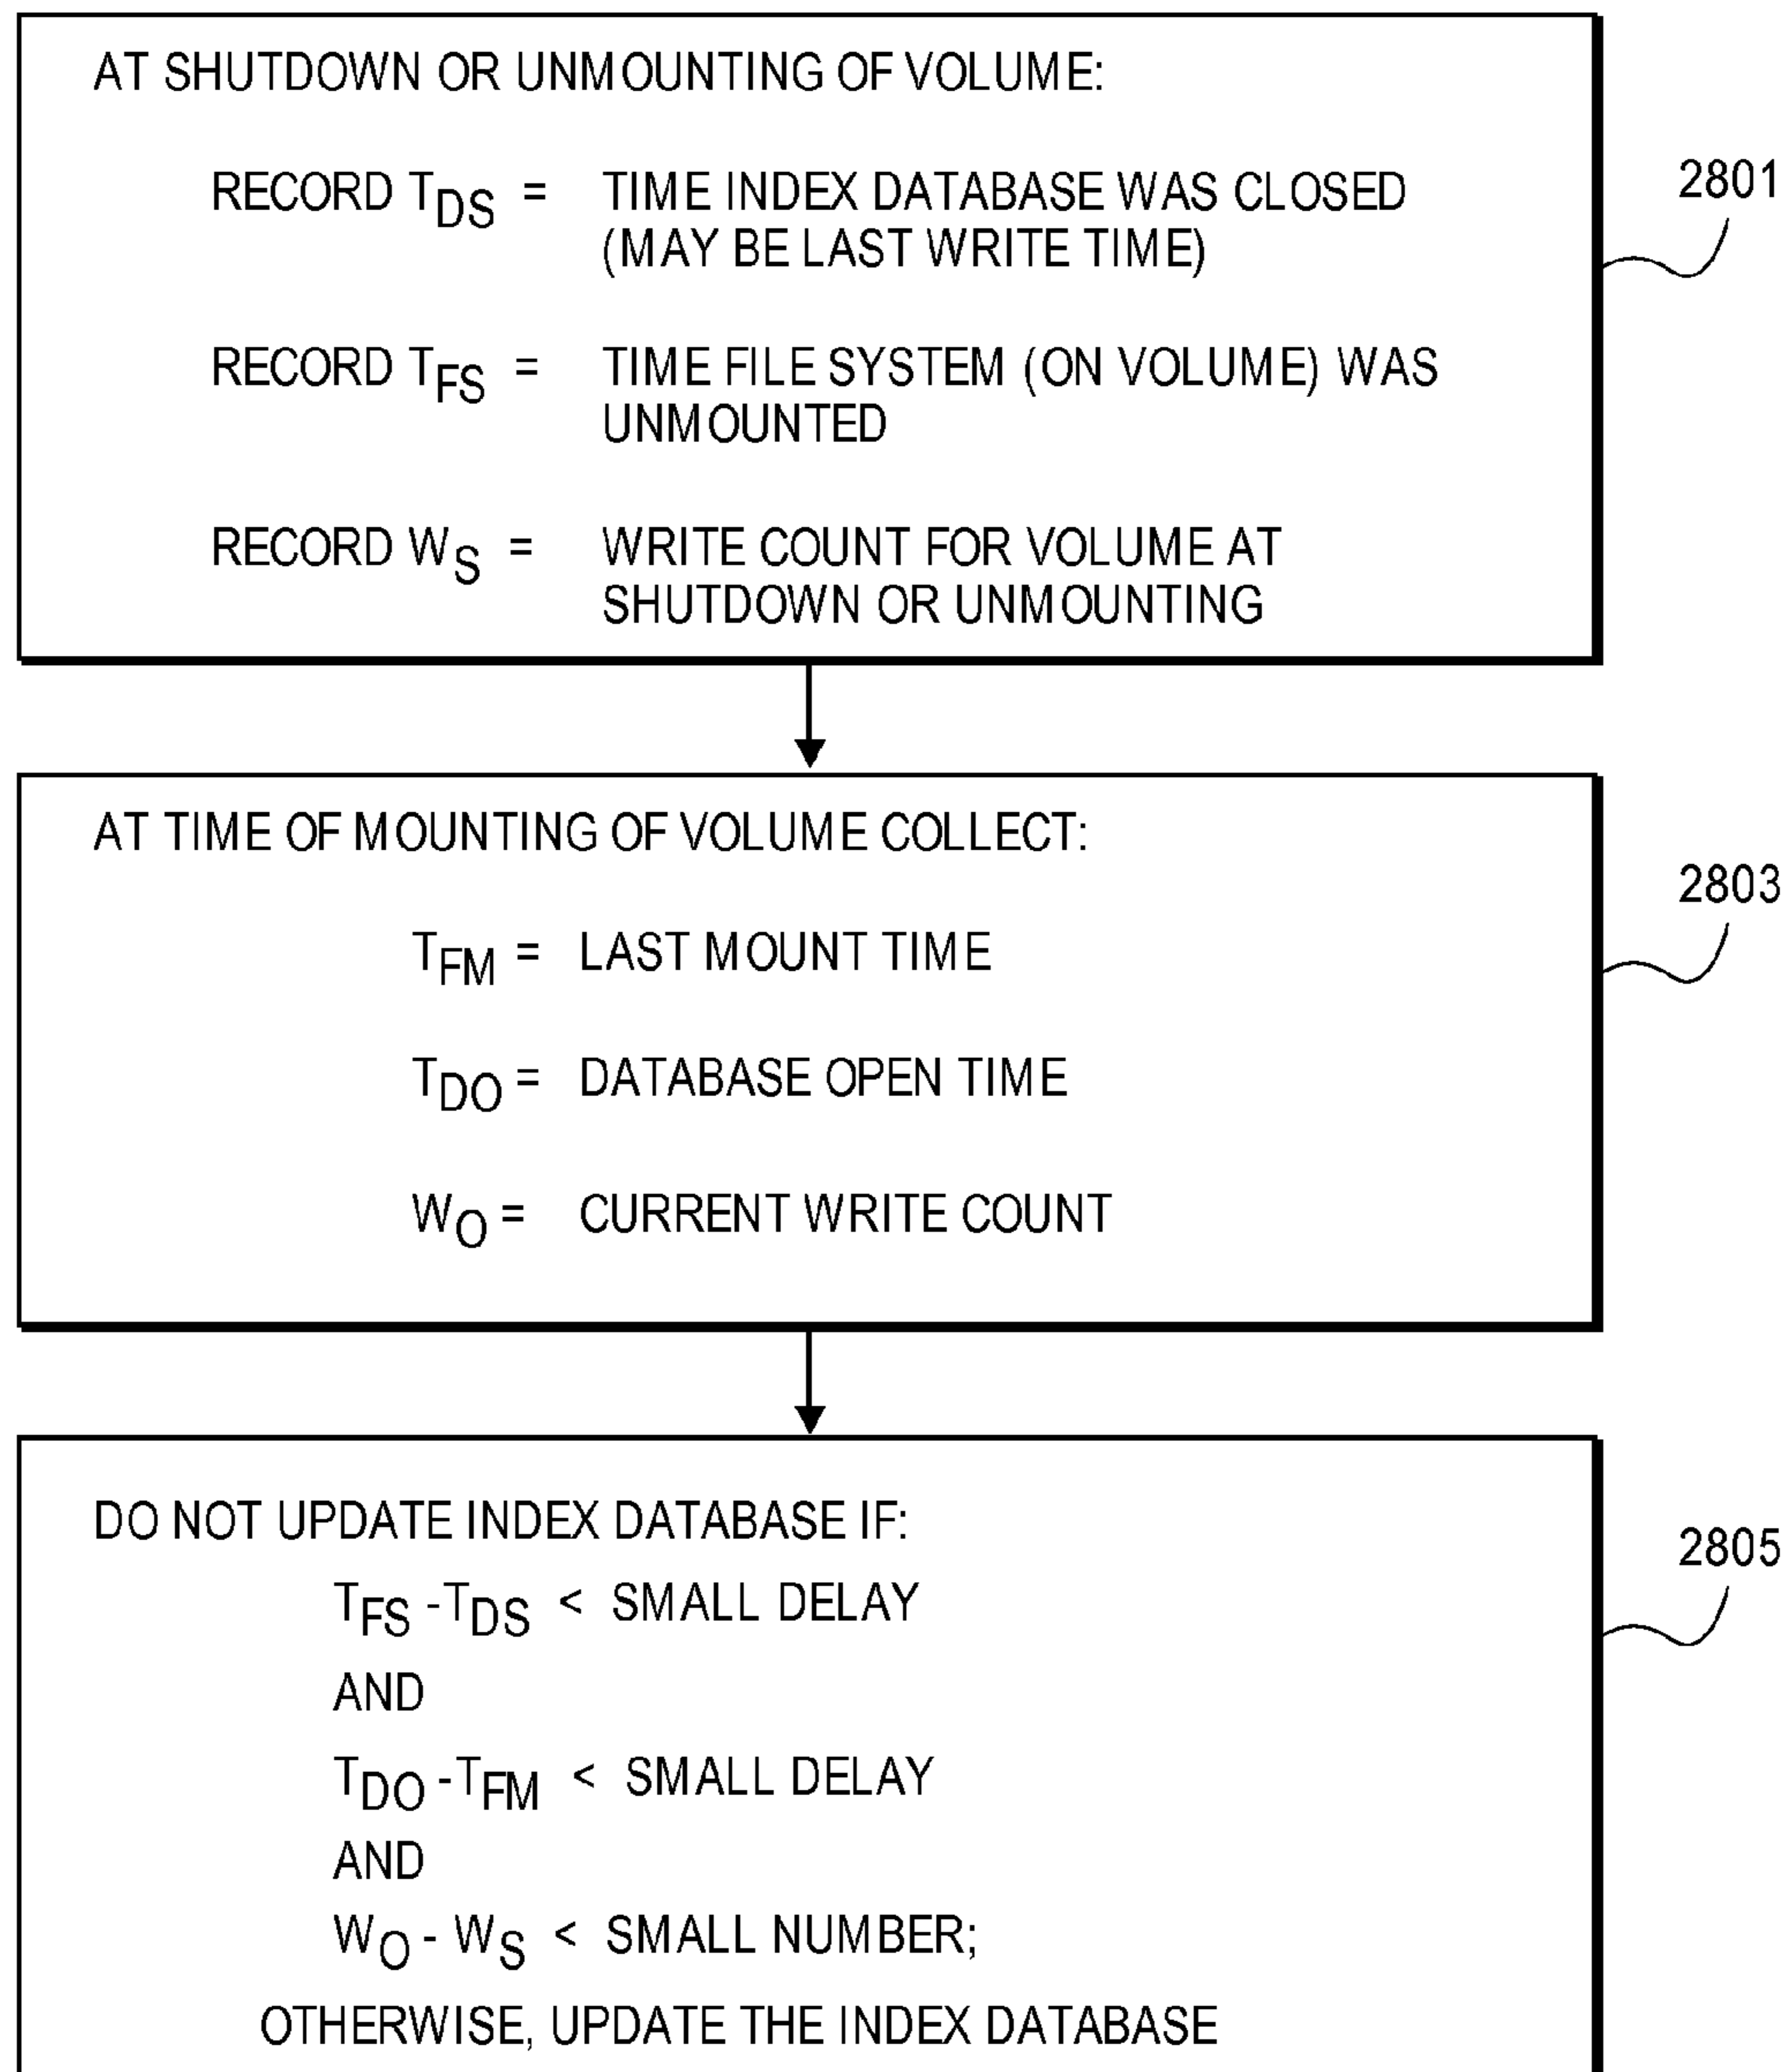 AT SHUTDOWN OR UNMOUNTING OF VOLUME:
RECORD TDS = TIME INDEX DATABASE WAS CLOSED
(MAY BE LAST WRITE TIME)
2801
RECORD TFS = TIME FILE SYSTEM (ON VOLUME) WAS
UNMOUNTED
RECORD WS = WRITE COUNT FOR VOLUME AT
SHUTDOWN OR UNMOUNTING
AT TIME OF MOUNTING OF VOLUME COLLECT:
2803
TFM = LAST MOUNT TIME
TDO = DATABASE OPEN TIME
WO = CURRENT WRITE COUNT
DO NOT UPDATE INDEX DATABASE IF:
2805
TFS -TDS < SMALL DELAY
AND
TDO -TFM < SMALL DELAY
AND
WO - WS < SMALL NUMBER;
OTHERWISE, UPDATE THE INDEX DATABASE